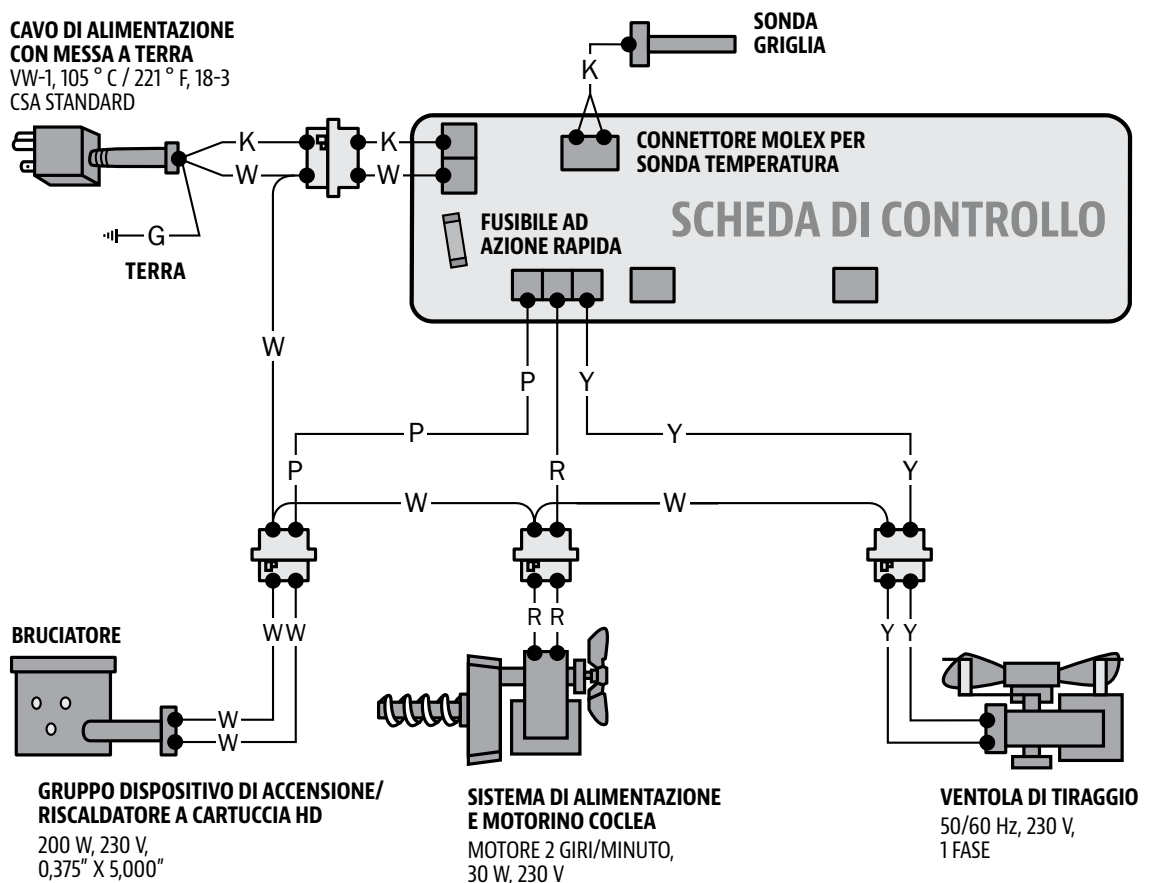 CAVO DI ALIMENTAZIONE
CON MESSA A TERRA
VW-1, 105 ° C / 221 ° F, 18-3
CSA STANDARD
SONDA
GRIGLIA
K
K
K
W
W
G
TERRA
CONNETTORE MOLEX PER
SONDA TEMPERATURA
SCHEDA DI CONTROLLO
FUSIBILE AD
AZIONE RAPIDA
W
P
Y
P
Y
P
R
Y
W
W
BRUCIATORE
W W
R R
Y Y
W
W
GRUPPO DISPOSITIVO DI ACCENSIONE/
RISCALDATORE A CARTUCCIA HD
200 W, 230 V,
0,375" X 5,000"
SISTEMA DI ALIMENTAZIONE
E MOTORINO COCLEA
MOTORE 2 GIRI/MINUTO,
30 W, 230 V
VENTOLA DI TIRAGGIO
50/60 Hz, 230 V,
1 FASE